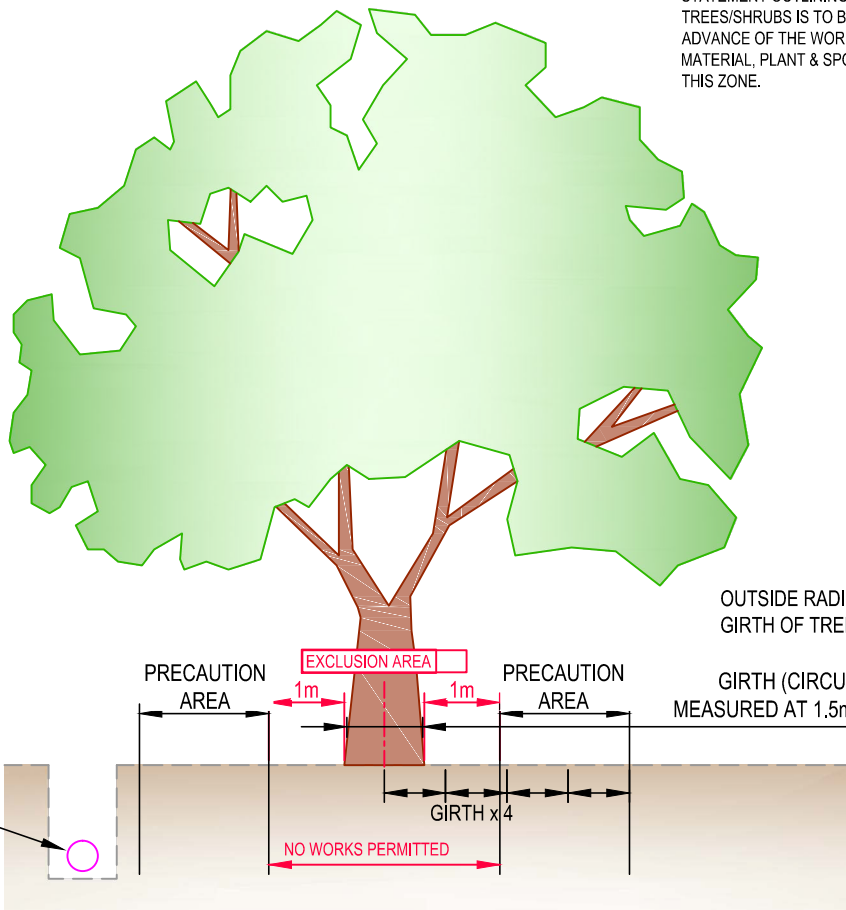 TREES/SHRUBS IS TO B
ADVANCE OF THE WOR
MATERIAL, PLANT & SPO
THIS ZONE.
OUTSIDE RADI
GIRTH OF TREE
EXCLUSION AREA
PRECAUTION
AREA
1m
1m
PRECAUTION
AREA
GIRTH (CIRCU
MEASURED AT 1.5m
GIRTH x 4
NO WORKS PERMITTED